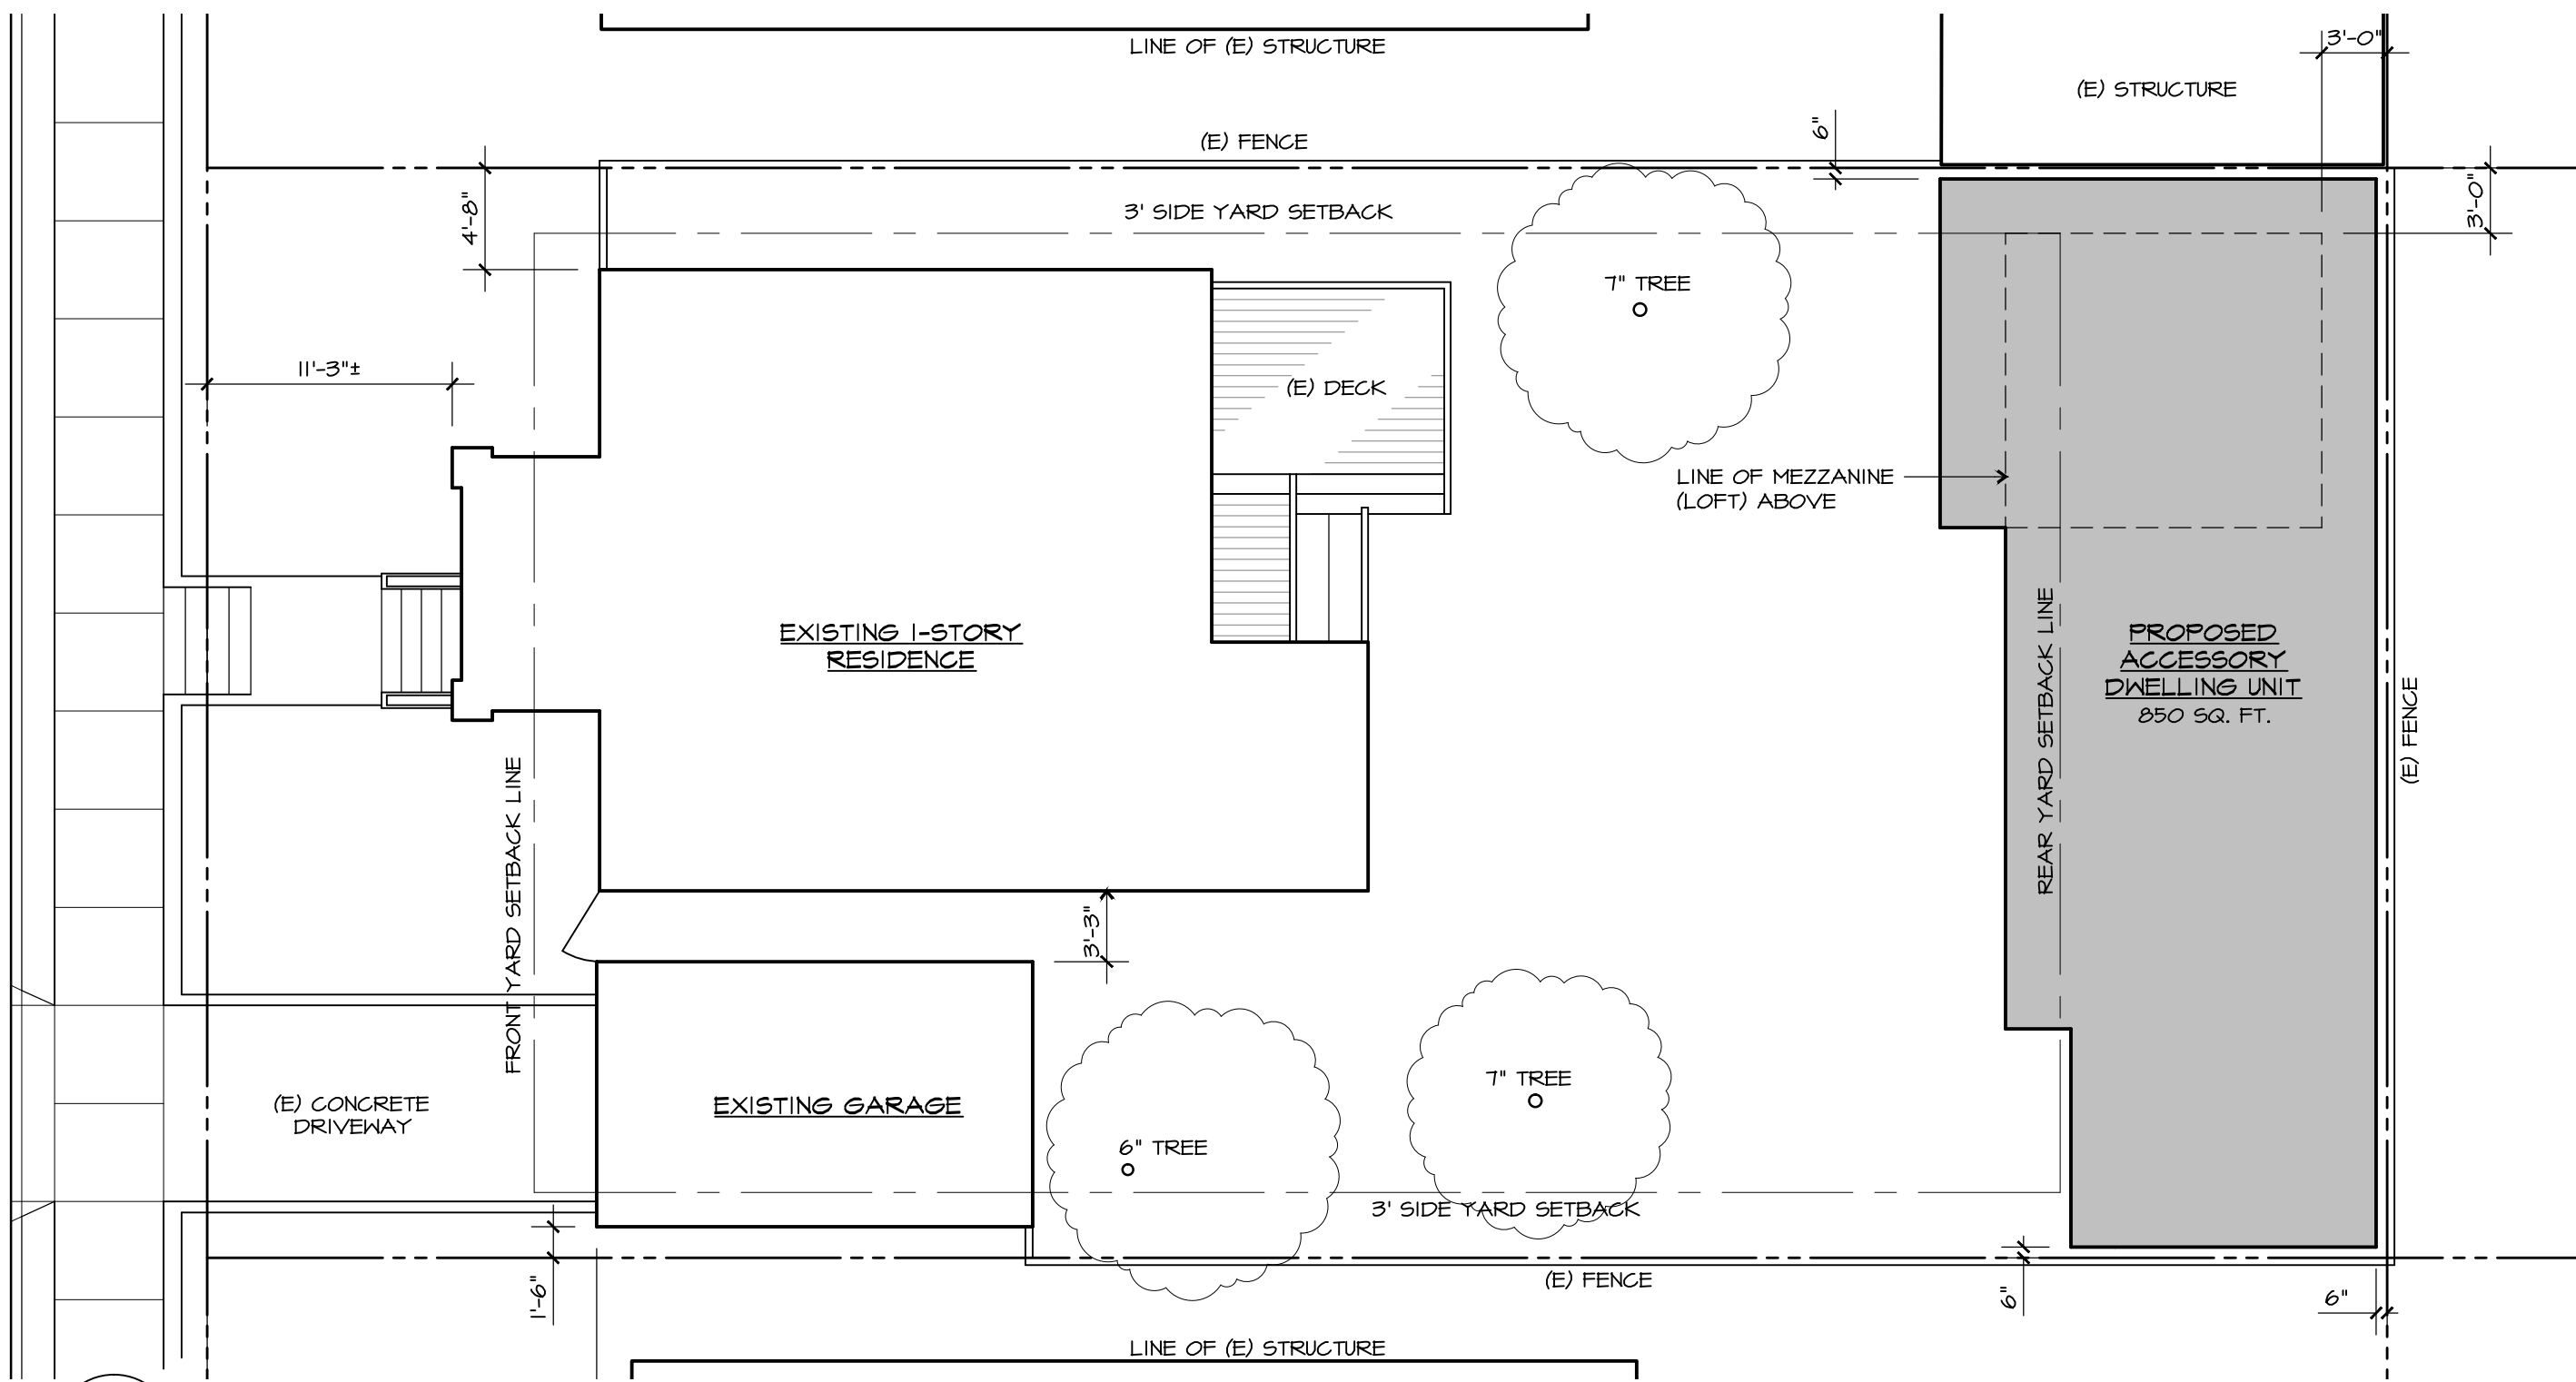 3'-0"
LINE OF (E) STRUCTURE
(E) STRUCTURE
6"
(E) FENCE
3' SIDE YARD SETBACK
4'-8"
3'-0"
7" TREE
11'-3"±
(E) DECK
LINE OF MEZZANINE
(LOFT) ABOVE
EXISTING 1-STORY
RESIDENCE
REAR YARD SETBACK LINE
PROPOSED
ACCESSORY
DWELLING UNIT
850 SQ. FT.
(E) FENCE
FRONT YARD SETBACK LINE
3'-3"
7" TREE
(E) CONCRETE
DRIVEWAY
EXISTING GARAGE
6" TREE
3' SIDE YARD SETBACK
(E) FENCE
1'-6"
6"
6"
LINE OF (E) STRUCTURE